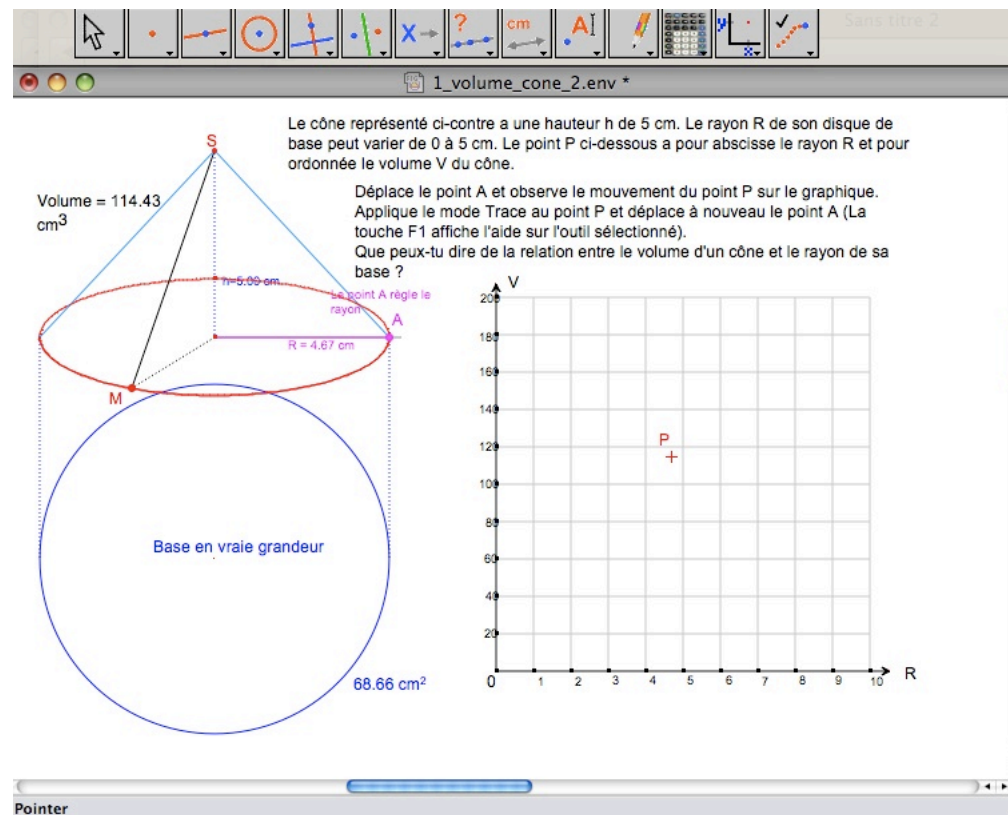 ?
cm
X
A
y
x
Sans titre 2
1_volume_cone_2.env *
Le cône représenté ci-contre a une hauteur h de 5 cm. Le rayon R de son disque de
base peut varier de 0 à 5 cm. Le point P ci-dessous a pour abscisse le rayon R et pour
ordonnée le volume V du cône.
Déplace le point A et observe le mouvement du point P sur le graphique.
Applique le mode Trace au point P et déplace à nouveau le point A (La
touche F1 affiche l'aide sur l'outil sélectionné).
Que peux-tu dire de la relation entre le volume d'un cône et le rayon de sa
base ?
S
Volume = 114.43
cm3
h=5.00 cm
Le point A règle le
rayon
A
R = 4.67 cm
M
Base en vraie grandeur
68.66 cm²
V
200
180
160
140
120
100
80
60
40
20
P
0 1 2 3 4 5 6 7 8 9 10
R
Pointer